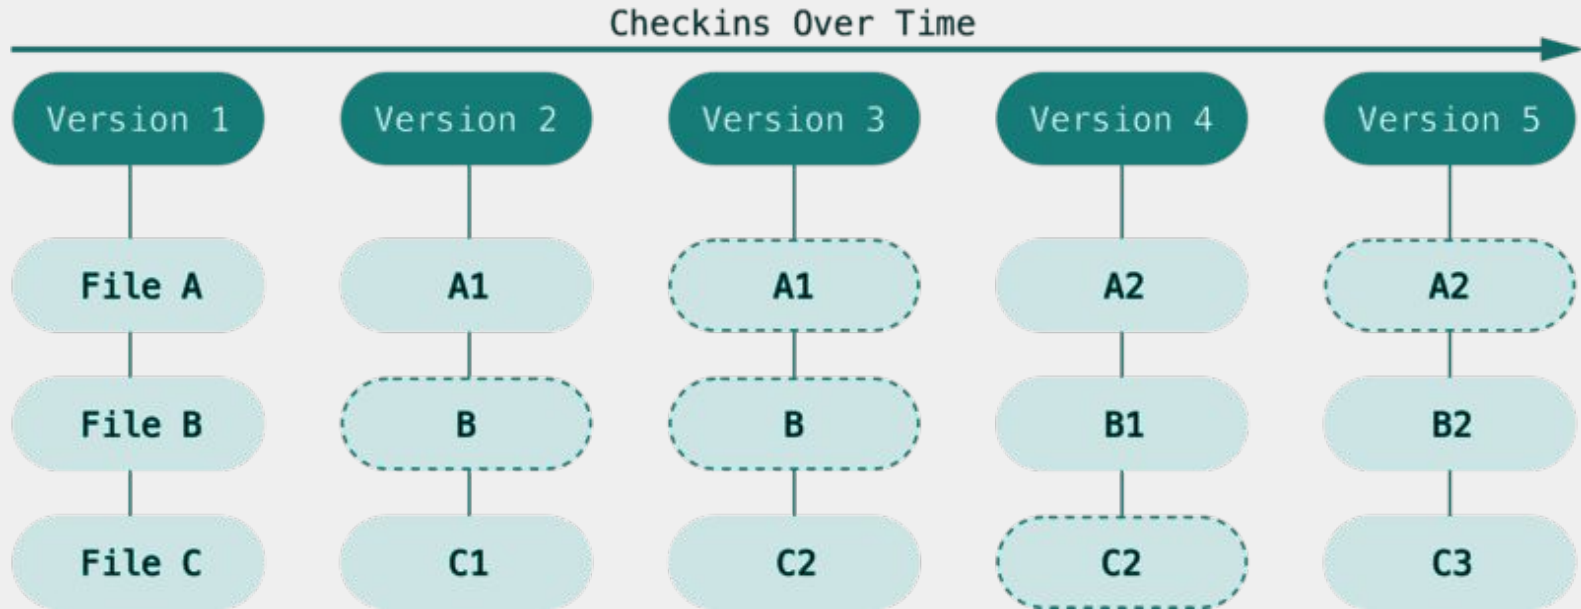 Checkins Over Time
Version 1 Version 2 Version 3 Version 4 Version 5
File A A1 A1 A2 A2
File B B B B1 B2
File C C1 C2 C2 C3